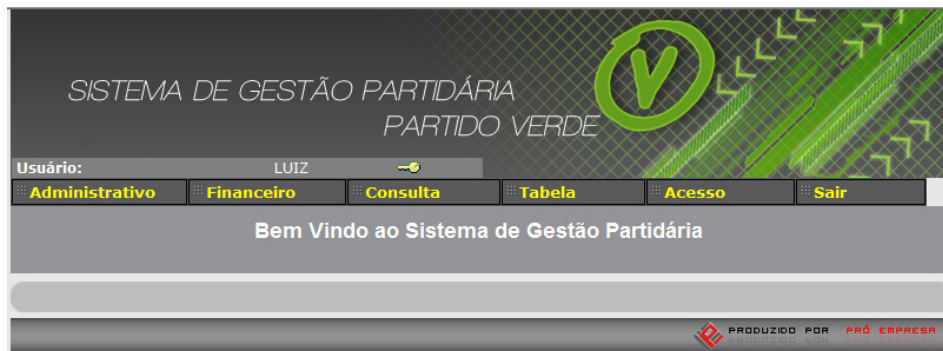 SISTEMA DE GESTÃO PARTIDÁRIA
PARTIDO VERDE
V
Usuário: LUIZ
Administrativo Financeiro Consulta Tabela Acesso Sair
Bem Vindo ao Sistema de Gestão Partidária
PRODUZIDO POR PRÓ EMPRESA